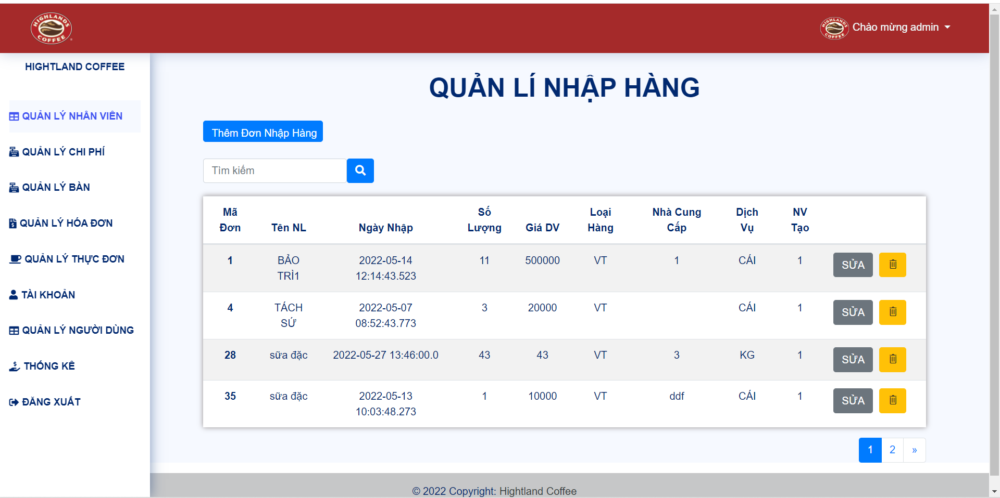 HIGHLANDS COFFEE
HIGHLANDS COFFEE Chào mừng admin
HIGHTLAND COFFEE
QUẢN LÝ NHÂN VIÊN
QUẢN LÝ CHI PHÍ
QUẢN LÝ BÀN
QUẢN LÝ HÓA ĐƠN
QUẢN LÝ THỰC ĐƠN
TÀI KHOẢN
QUẢN LÝ NGƯỜI DÙNG
THỐNG KÊ
ĐĂNG XUẤT
QUẢN LÍ NHẬP HÀNG
Thêm Đơn Nhập Hàng
Tìm kiếm
Mã Đơn Tên NL Ngày Nhập Số Lượng Giá DV Loại Hàng Nhà Cung Cấp Dịch Vụ NV Tạo
1 BẢO TRÌ1 2022-05-14 12:14:43.523 11 500000 VT 1 CÁI 1 SỬA
4 TÁCH SỨ 2022-05-07 08:52:43.773 3 20000 VT CÁI 1 SỬA
28 sữa đặc 2022-05-27 13:46:00.0 43 43 VT 3 KG 1 SỬA
35 sữa đặc 2022-05-13 10:03:48.273 1 10000 VT ddf CÁI 1 SỬA
1 2 »
© 2022 Copyright: Hightland Coffee